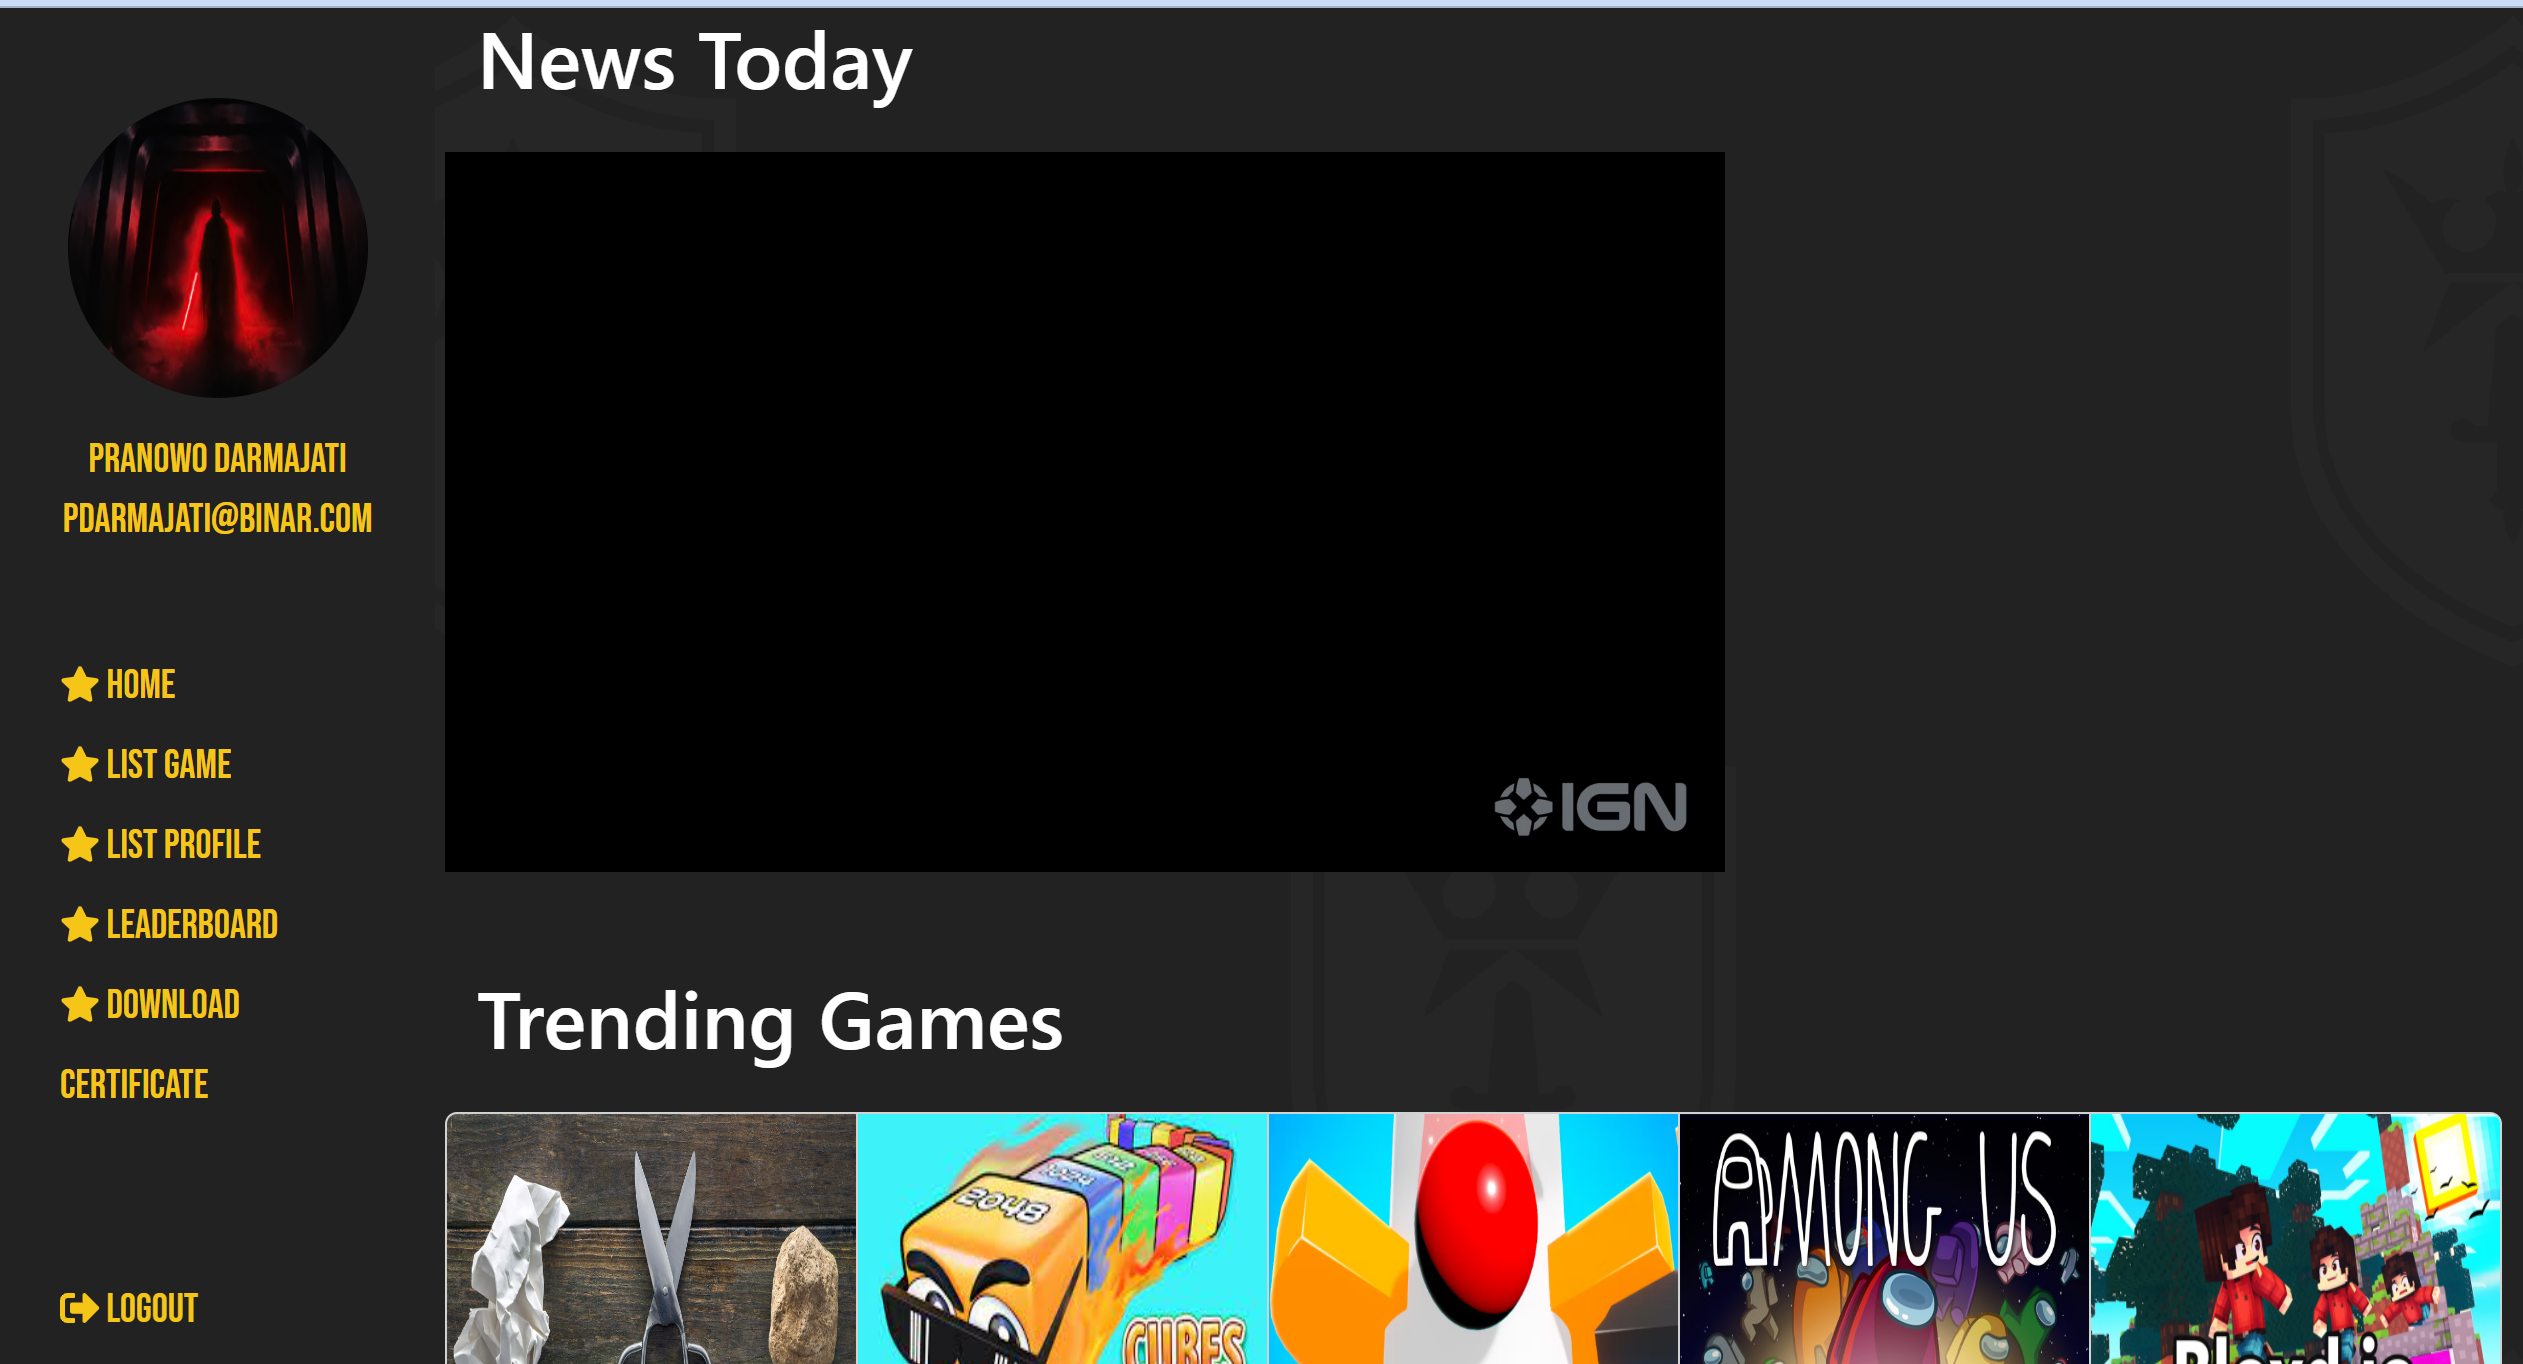 News Today
PRANOWO DARMAJATI
PDARMAJATI@BINAR.COM
HOME
LIST GAME
LIST PROFILE
LEADERBOARD
DOWNLOAD
CERTIFICATE
LOGOUT
IGN
Trending Games
2048
CUBES
AMONG US